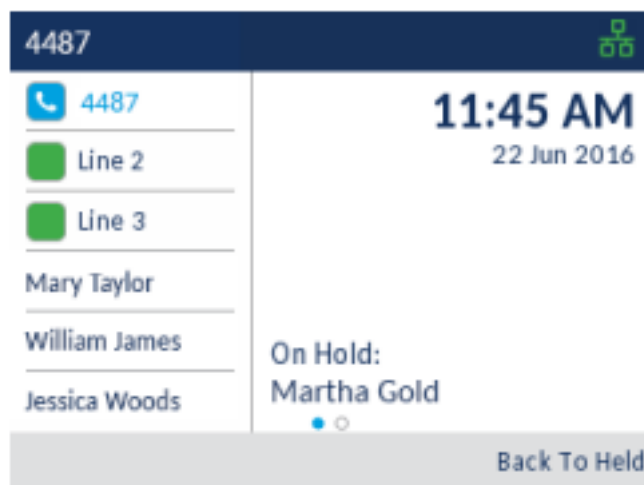 4487
4487
Line 2
Line 3
Mary Taylor
William James
Jessica Woods
11:45 AM
22 Jun 2016
On Hold:
Martha Gold
Back To Held